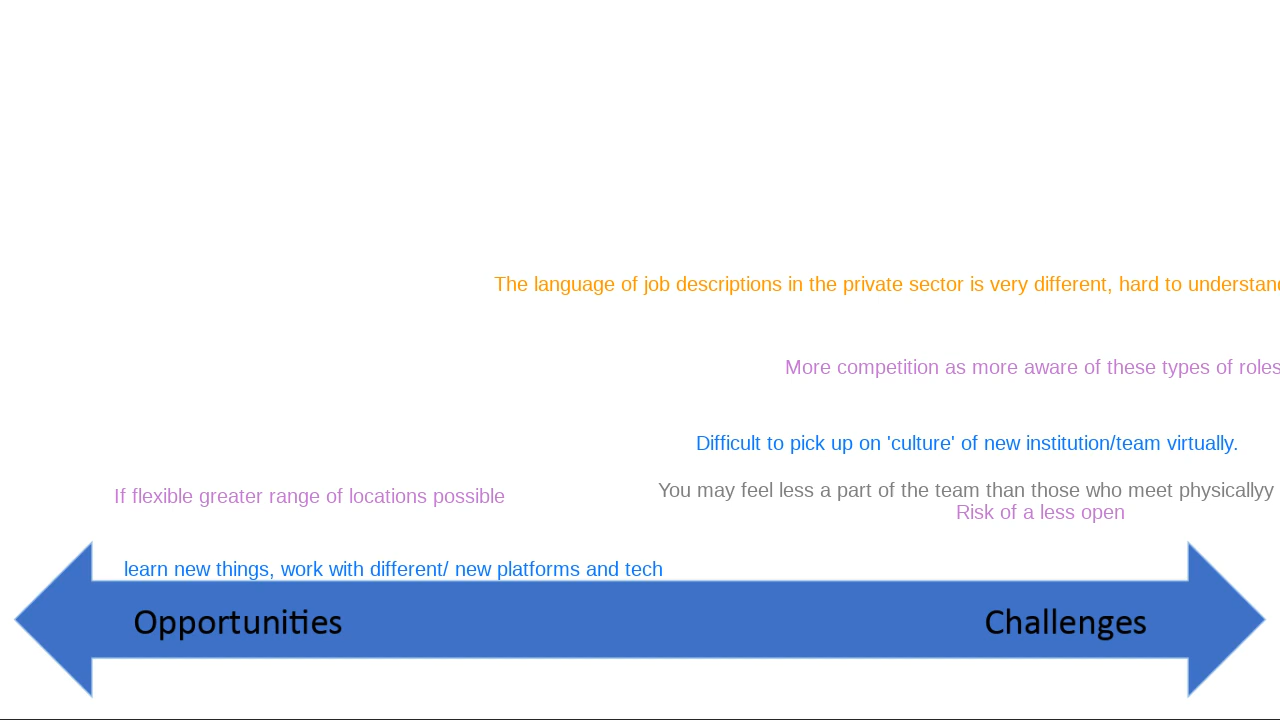 The language of job descriptions in the private sector is very different, hard to understand
More competition as more aware of these types of roles
Difficult to pick up on 'culture' of new institution/team virtually.
You may feel less a part of the team than those who meet physicallyy
If flexible greater range of locations possible
Risk of a less open
learn new things, work with different/ new platforms and tech
Opportunities
Challenges